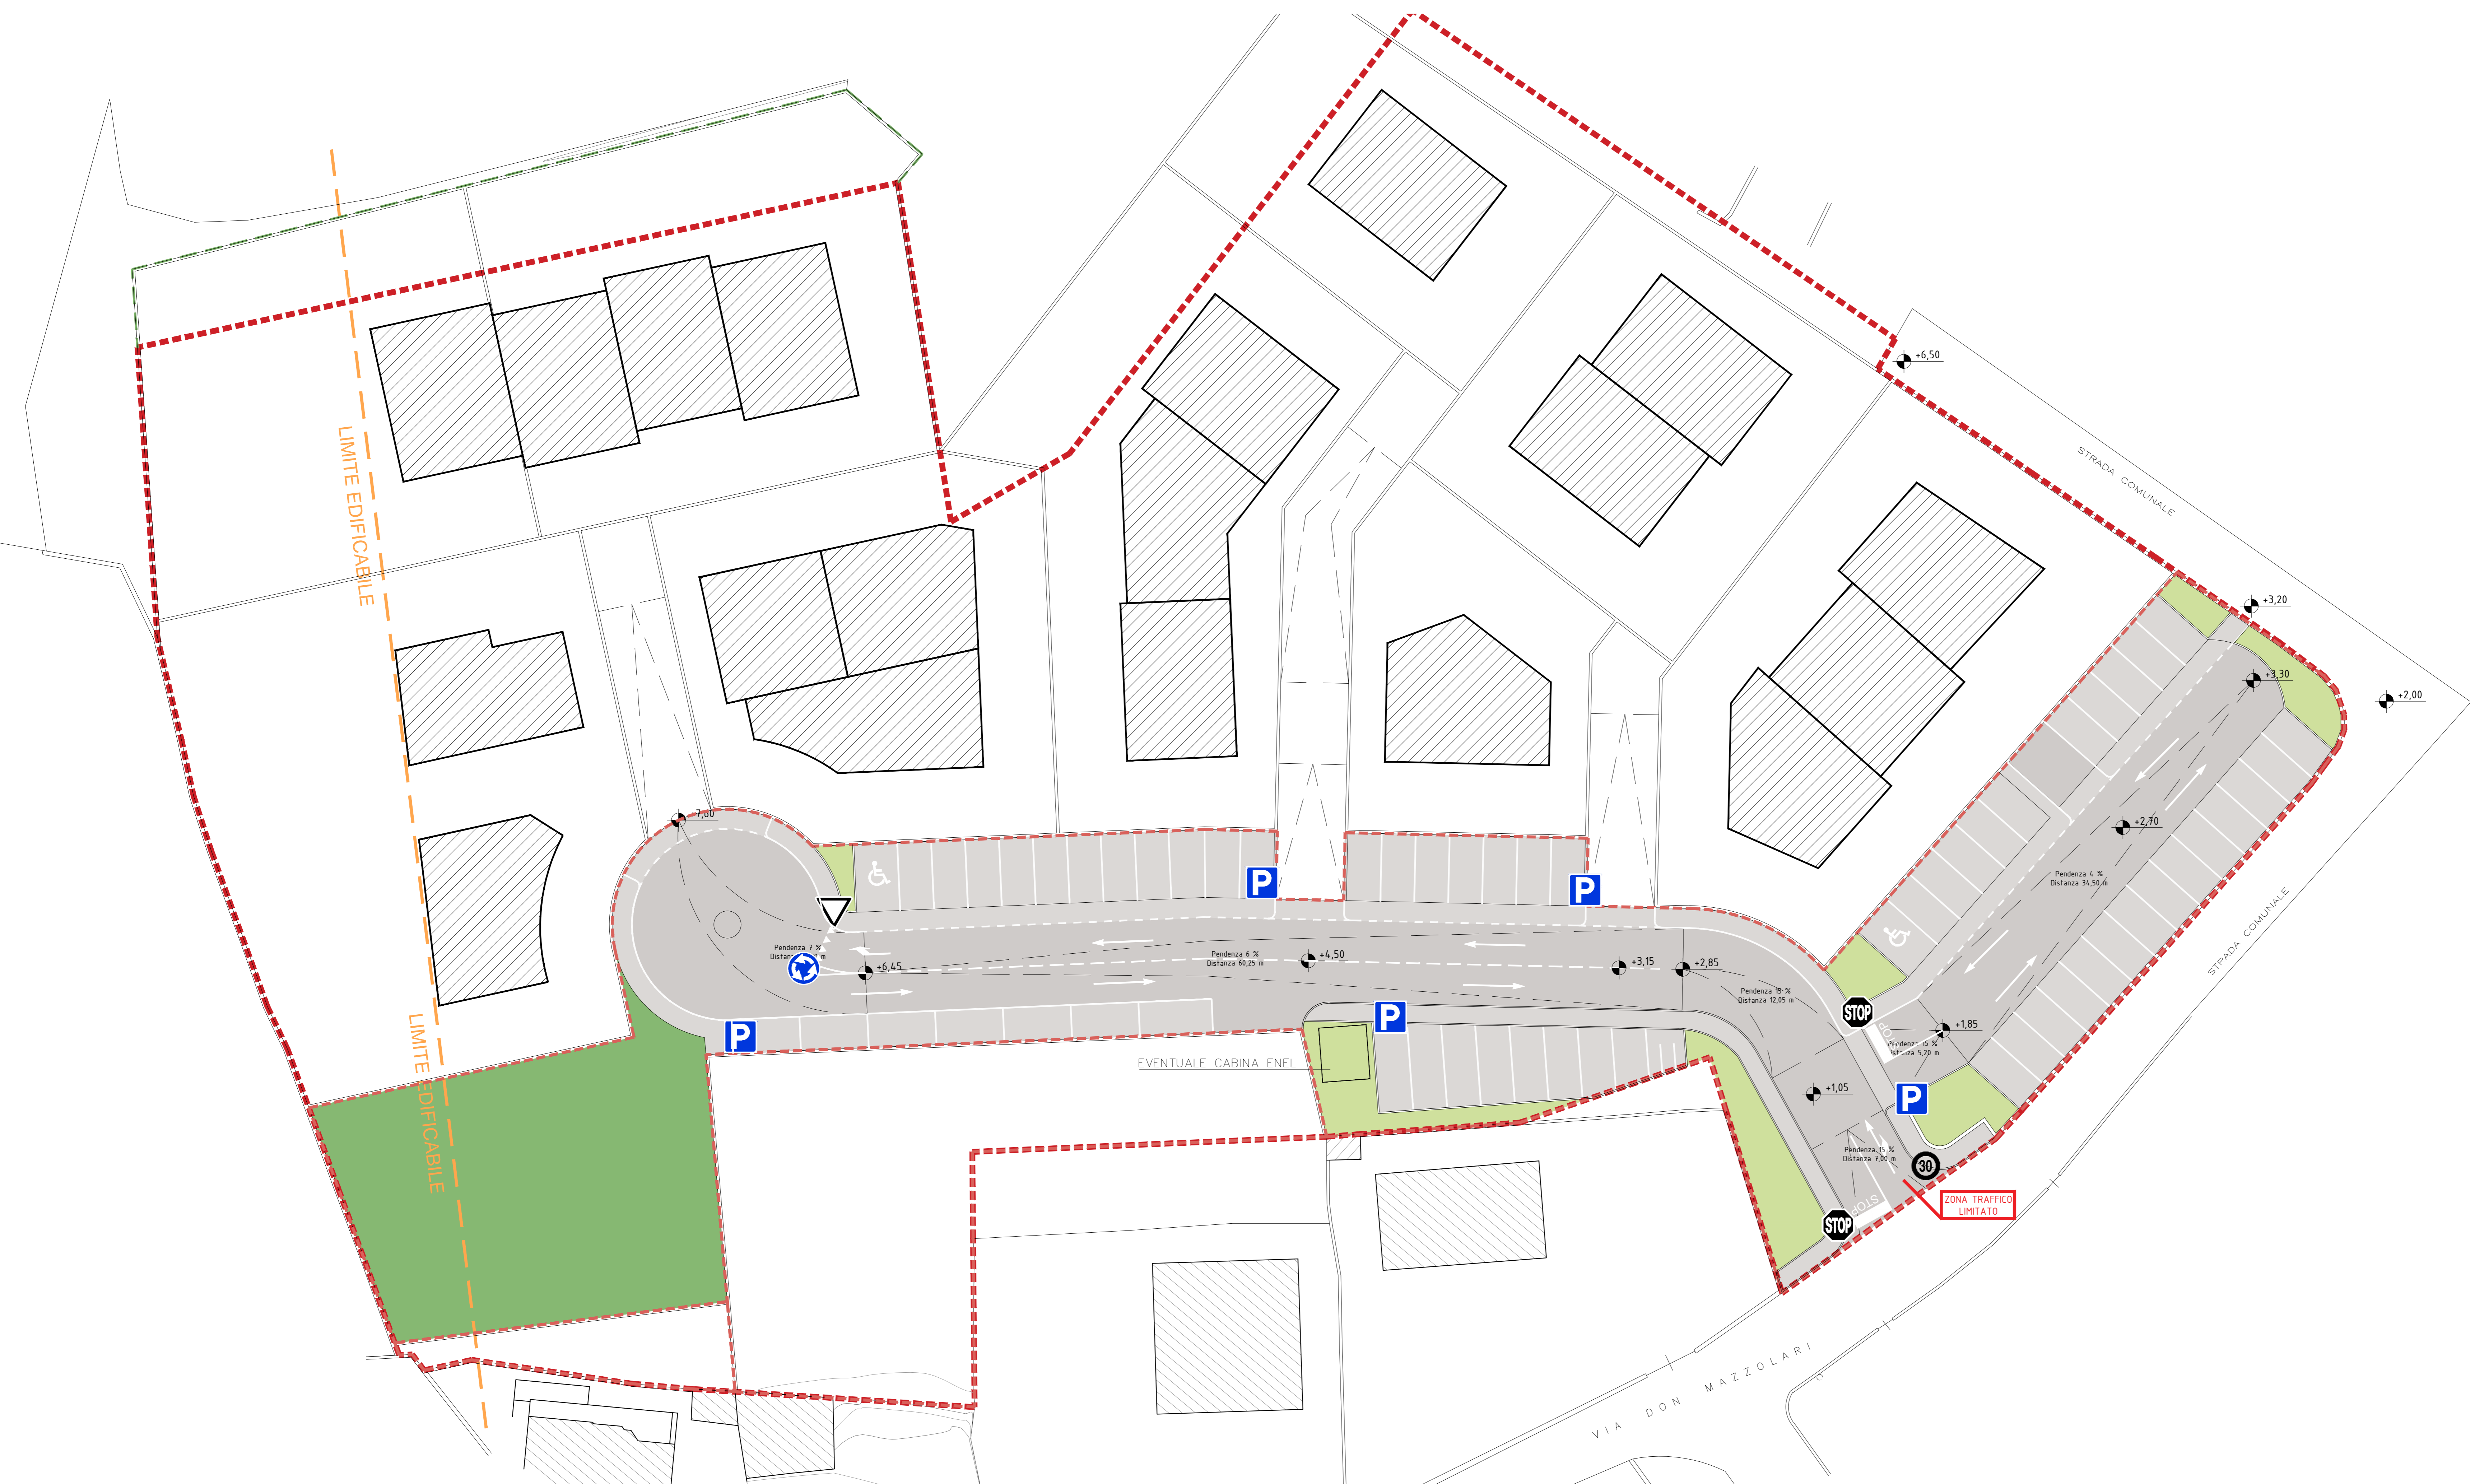 LIMITE EDIFICABILE
+6,50
STRADA COMUNALE
+3,20
+3,30
+2,00
+2,70
Pendenza 4 %
Distanza 34,50 m
STRADA COMUNALE
P
P
Pendenza 7 %
+6,45
Pendenza 6 %
Distanza 60,25 m
+4,50
+3,15
+2,85
Pendenza 15 %
Distanza 12,05 m
STOP
STOP
+1,85
P
P
LIMITE EDIFICABILE
EVENTUALE CABINA ENEL
+1,05
P
Pendenza 15 %
Distanza 7,00 m
30
ZONA TRAFFICO
LIMITATO
STOP
STOP
VIA DON MAZZOLARI